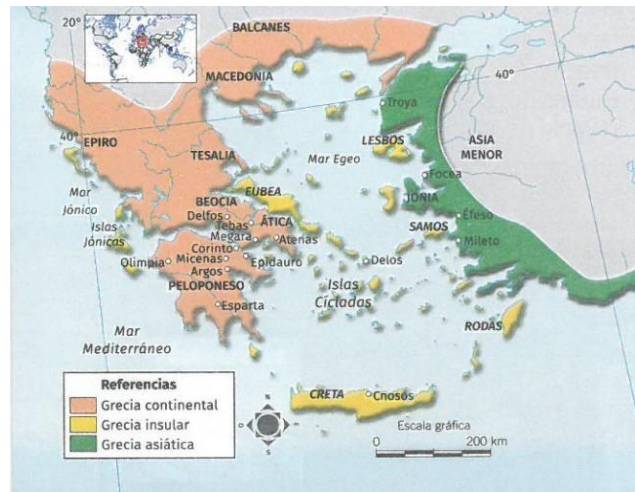 20°
BALCANES
MACEDONIA
40°
Troya
40°
EPIRO
LESBOS
ASIA
MENOR
TESALIA
Mar Egeo
Focea
Mar
Jónico
EUBEA
JONIA
BEOCIA
Delfos
ÁTICA
Éfeso
Islas
Jónicas
Tebas
SAMOS
Megara
Atenas
Corinto
Mileto
Olimpia
Micenas
Epidauro
Delos
Argos
PELOPONESO
Islas
Cícladas
Esparta
Mar
Mediterráneo
RODAS
CRETA
Cnosós
Referencias
Grecia continental
Grecia insular
Grecia asiática
N
O
E
S
Escala gráfica
0
200 km